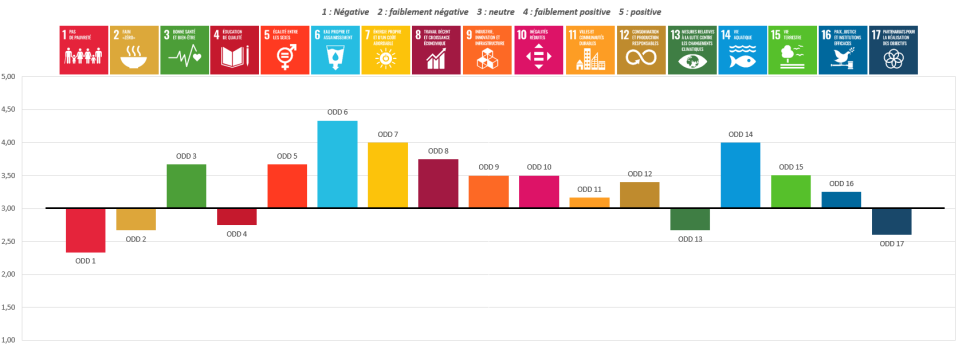 1 : Négative 2 : faiblement négative 3 : neutre 4 : faiblement positive 5 : positive
1 PAS
DE PAUVRETÉ
2 FAIM
«ZÉRO»
3 BONNE SANTÉ
ET BIEN-ÊTRE
4 ÉDUCATION
DE QUALITÉ
5 ÉGALITÉ ENTRE
LES SEXES
6 EAU PROPRE ET
ASSAINISSEMENT
7 ÉNERGIE PROPRE
ET D'UN COÛT
ABORDABLE
8 TRAVAIL DÉCENT
ET CROISSANCE
ÉCONOMIQUE
9 INDUSTRIE,
INNOVATION ET
INFRASTRUCTURE
10 INÉGALITÉS
RÉDUITES
11 VILLES ET
COMMUNAUTÉS
DURABLES
12 CONSOMMATION
ET PRODUCTION
RESPONSABLES
13 MESURES RELATIVES
À LA LUTTE CONTRE
LES CHANGEMENTS
CLIMATIQUES
14 VIE
AQUATIQUE
15 VIE
TERRESTRE
16 PAIX, JUSTICE
ET INSTITUTIONS
EFFICACES
17 PARTENARIATS POUR
LA RÉALISATION
DES OBJECTIFS
5,00
4,50
4,00
3,50
3,00
2,50
2,00
1,50
1,00
ODD 1
ODD 2
ODD 3
ODD 4
ODD 5
ODD 6
ODD 7
ODD 8
ODD 9
ODD 10
ODD 11
ODD 12
ODD 13
ODD 14
ODD 15
ODD 16
ODD 17